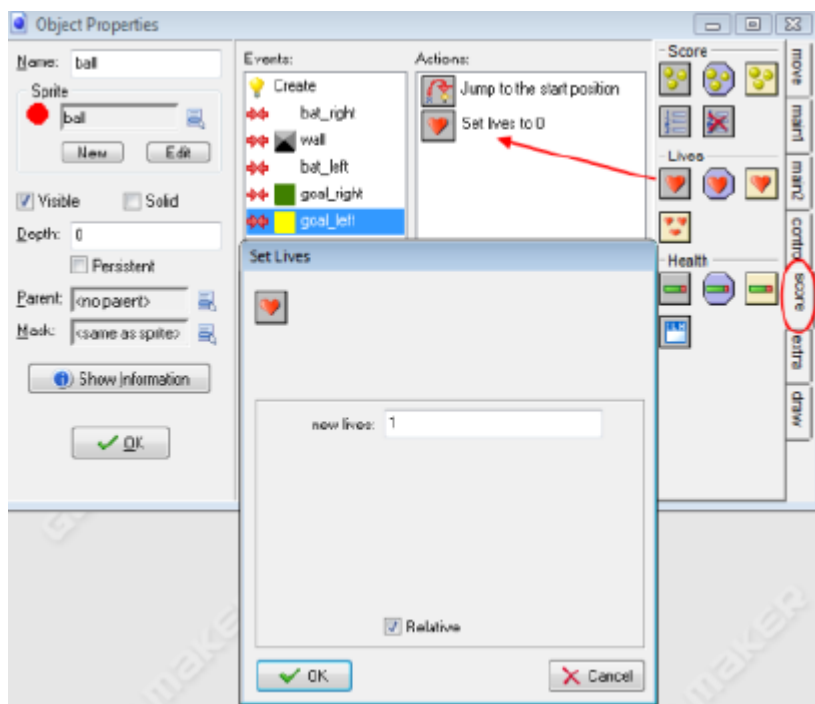 Object Properties
Name: ball
Sprite
ball
New Edit
Visible Solid
Depth: 0
Persistent
Parent: <no parent>
Mask: <same as sprite>
Show Information
OK
Events:
Create
bat_right
wall
bat_left
goal_right
goal_left
Actions:
Jump to the start position
Set lives to 0
Score
Lives
Health
move
main1
main2
control
score
extra
draw
Set Lives
new lives: 1
Relative
OK Cancel
MAKER
MAKER